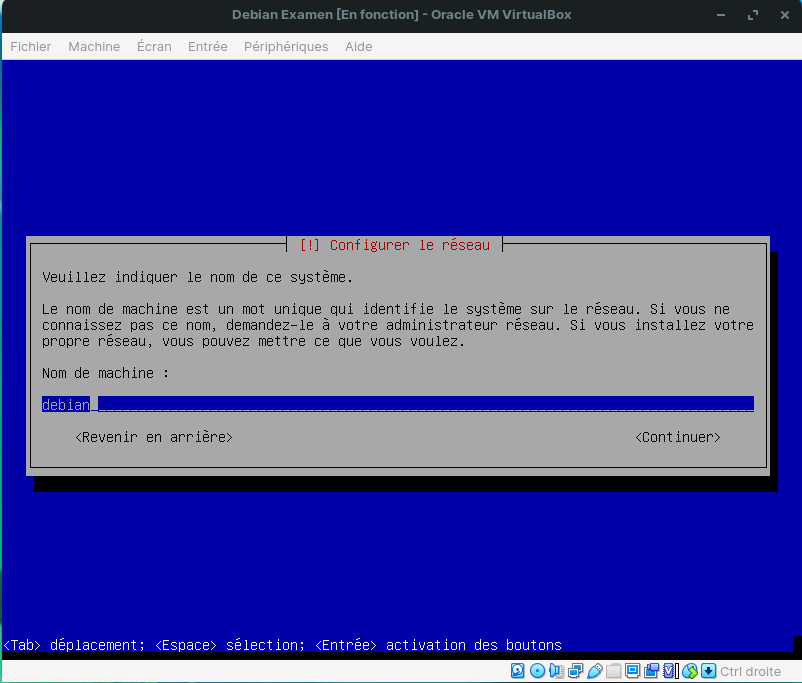 Debian Examen [En fonction] - Oracle VM VirtualBox
Fichier Machine Écran Entrée Périphériques Aide
[!] Configurer le réseau
Veuillez indiquer le nom de ce système.
Le nom de machine est un mot unique qui identifie le système sur le réseau. Si vous ne
connaissez pas ce nom, demandez-le à votre administrateur réseau. Si vous installez votre
propre réseau, vous pouvez mettre ce que vous voulez.
Nom de machine :
debian
<Revenir en arrière> <Continuer>
<Tab> déplacement; <Espace> sélection; <Entrée> activation des boutons
Ctrl droite